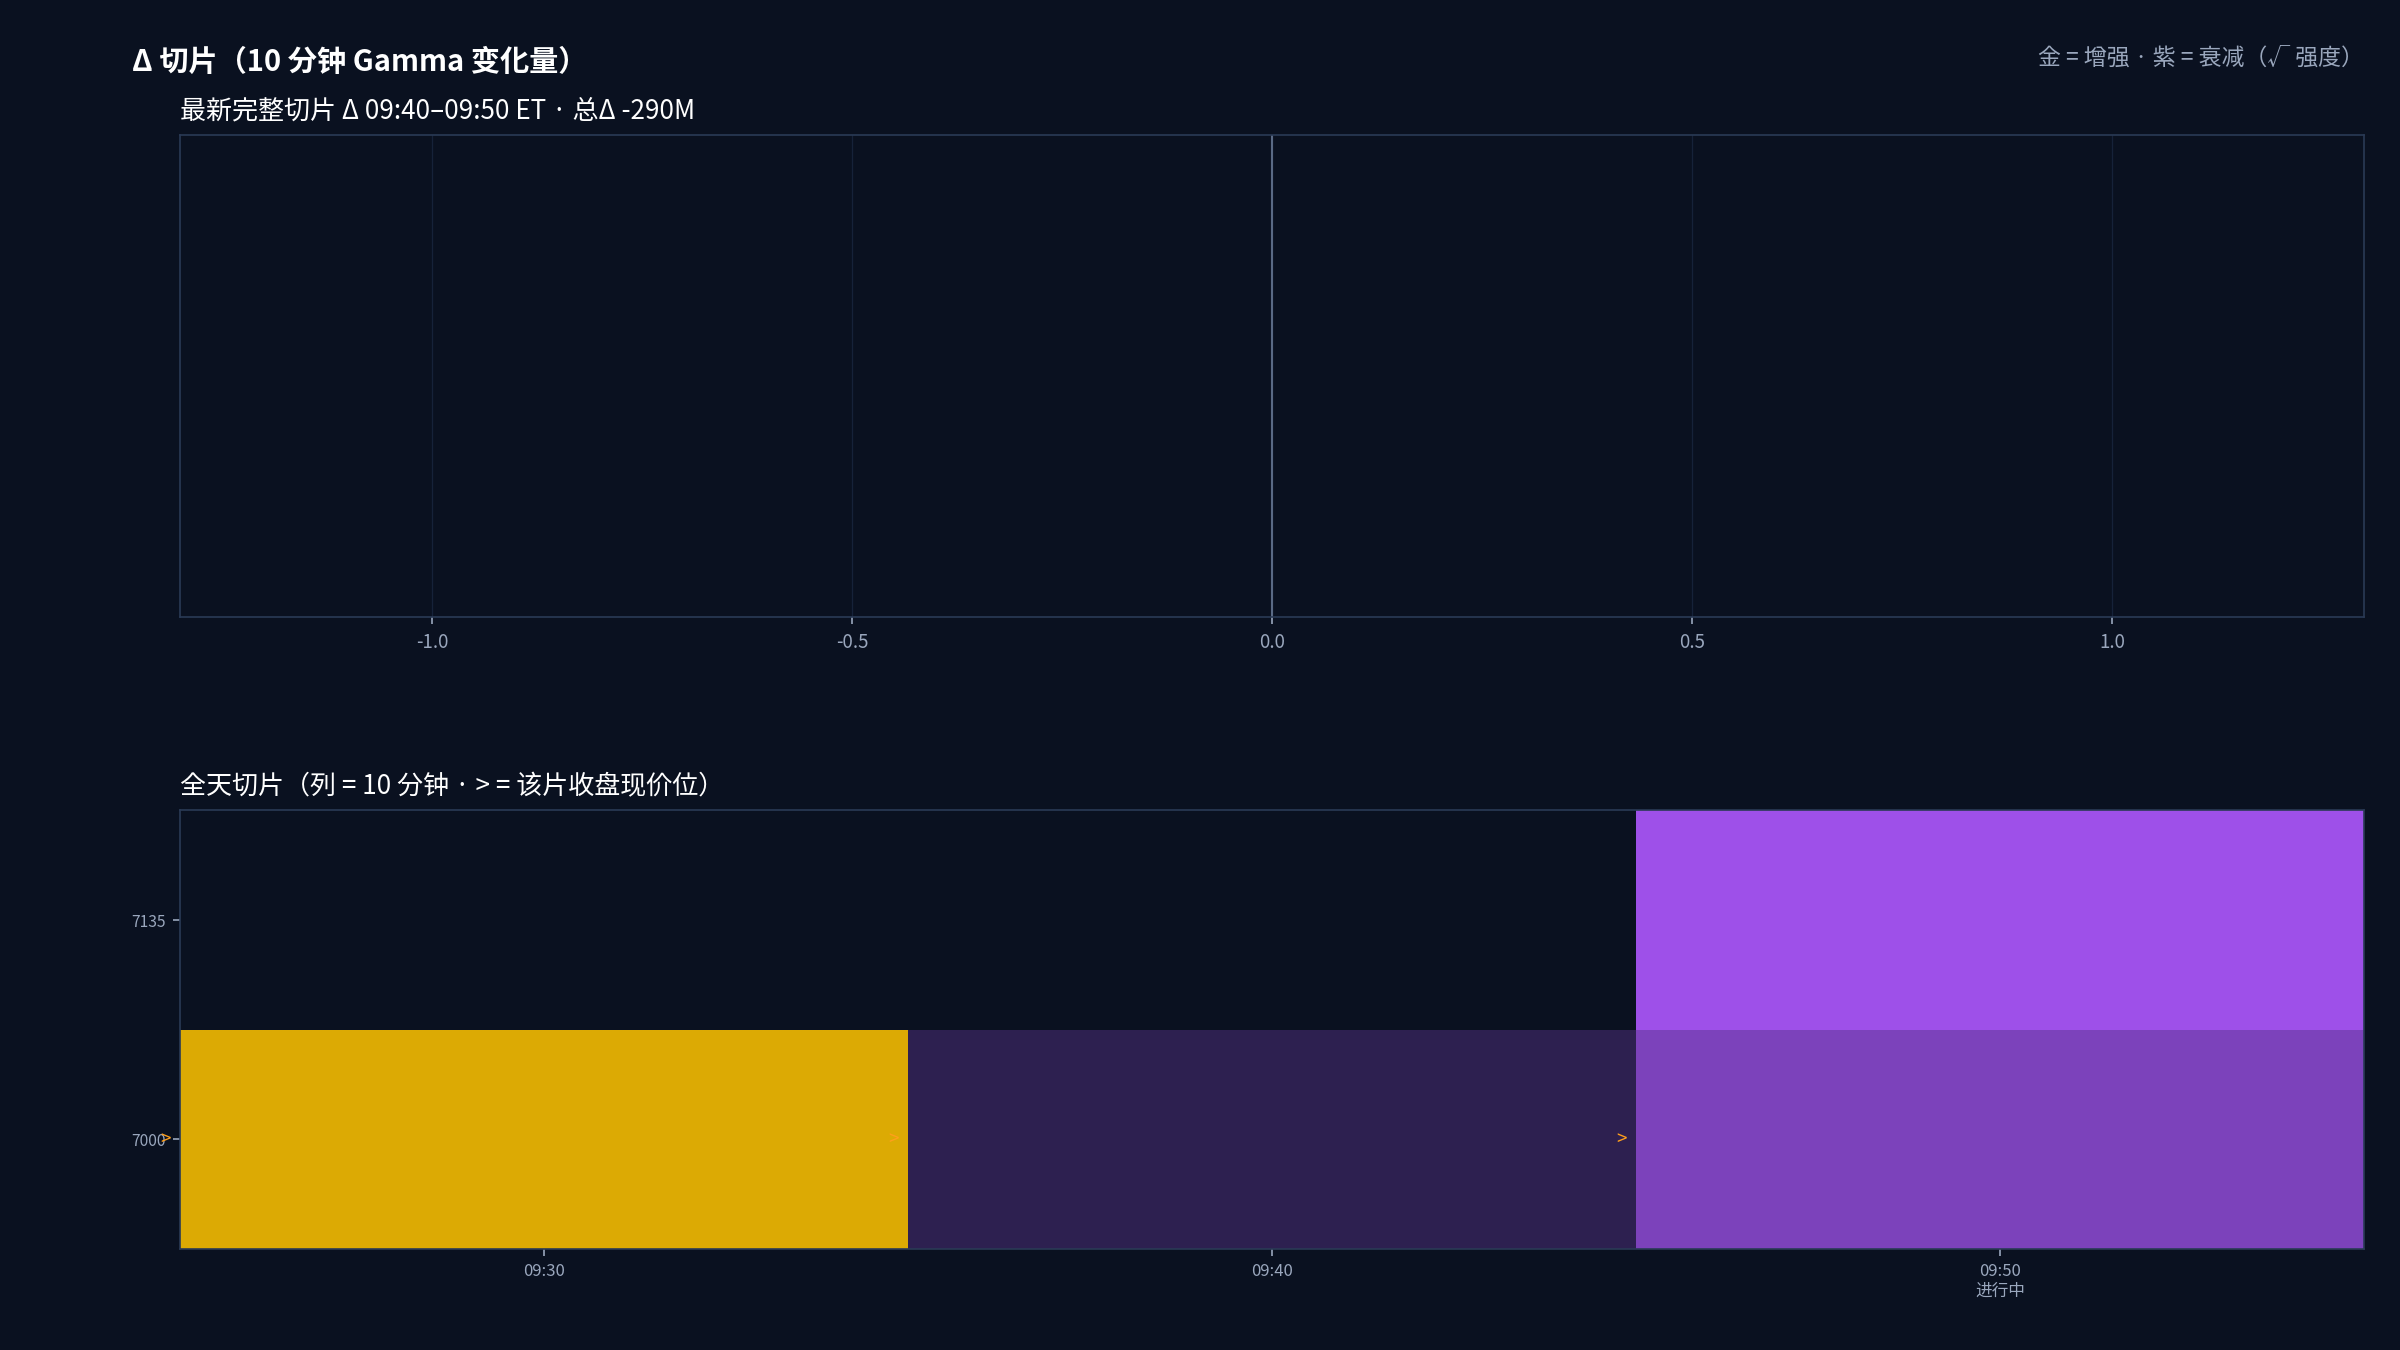 Δ 切片（10 分钟 Gamma 变化量）
金 = 增强 · 紫 = 衰减（√ 强度）
最新完整切片 Δ 09:40–09:50 ET · 总Δ -290M
-1.0
-0.5
0.0
0.5
1.0
全天切片（列 = 10 分钟 · > = 该片收盘现价位）
7135
7000
>
>
>
09:30
09:40
09:50
进行中